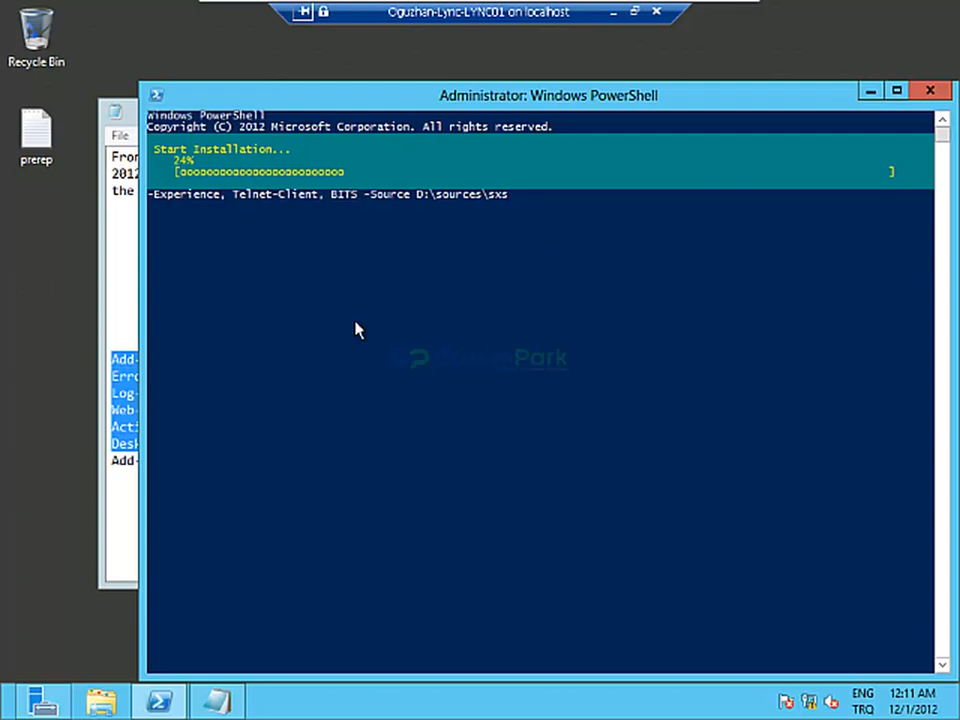 Oguzhan-Lync-LYNC01 on localhost
Recycle Bin
prerep
Administrator: Windows PowerShell
Windows PowerShell
Copyright (C) 2012 Microsoft Corporation. All rights reserved.
Start Installation...
24%
[oooooooooooooooooooooooooo ]
-Experience, Telnet-Client, BITS -Source D:\sources\sxs
File
From
2012
the
Park
Add-
Erro
Log-
Web-
Acti
Desk
Add-
ENG
TRQ
12:11 AM
12/1/2012